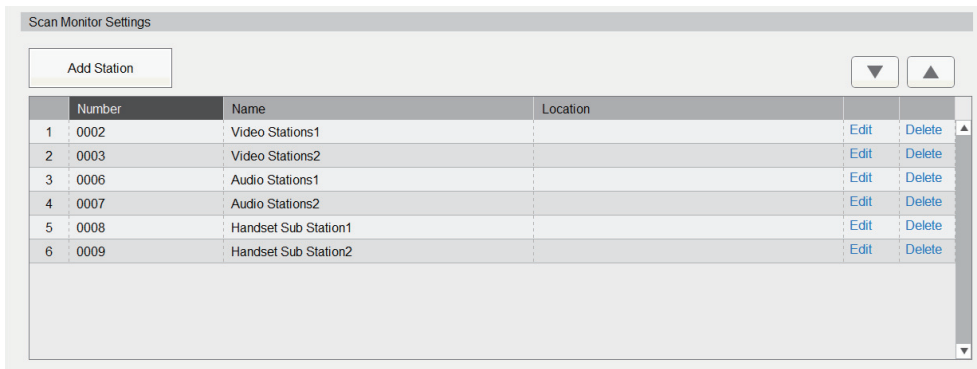 Scan Monitor Settings
Add Station
Number Name Location
1 0002 Video Stations1 Edit Delete
2 0003 Video Stations2 Edit Delete
3 0006 Audio Stations1 Edit Delete
4 0007 Audio Stations2 Edit Delete
5 0008 Handset Sub Station1 Edit Delete
6 0009 Handset Sub Station2 Edit Delete